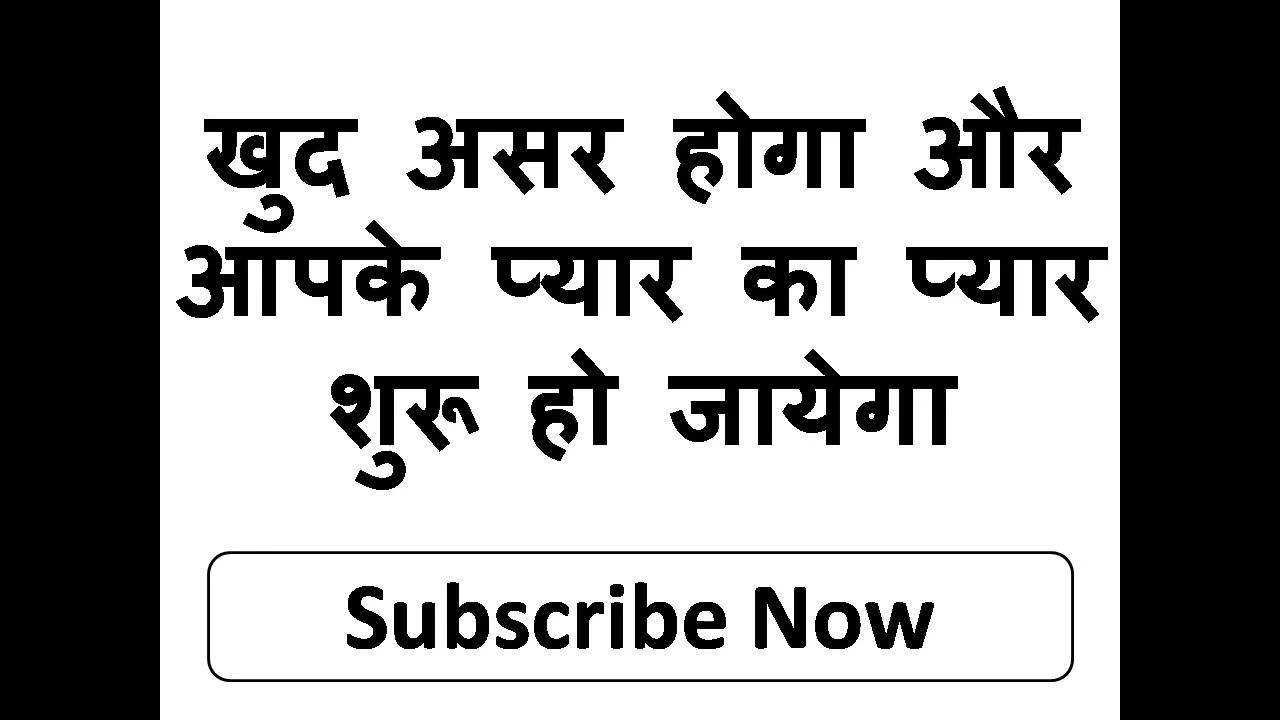 खुद असर होगा और
आपके प्यार का प्यार
शुरू हो जायेगा
Subscribe Now